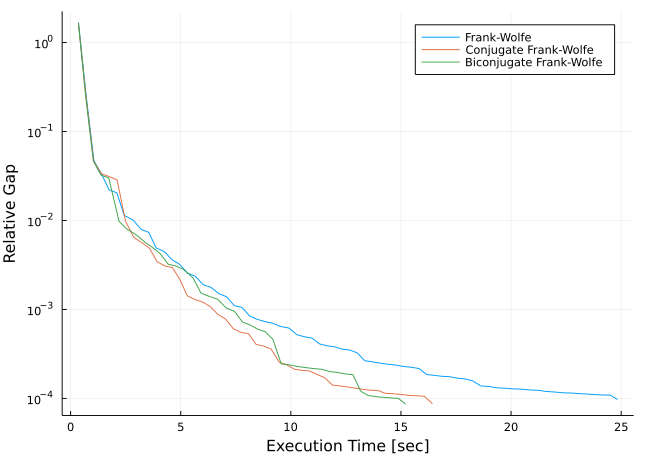 10^0
10^-1
10^-2
10^-3
10^-4
Relative Gap
Frank-Wolfe
Conjugate Frank-Wolfe
Biconjugate Frank-Wolfe
0 5 10 15 20 25
Execution Time [sec]